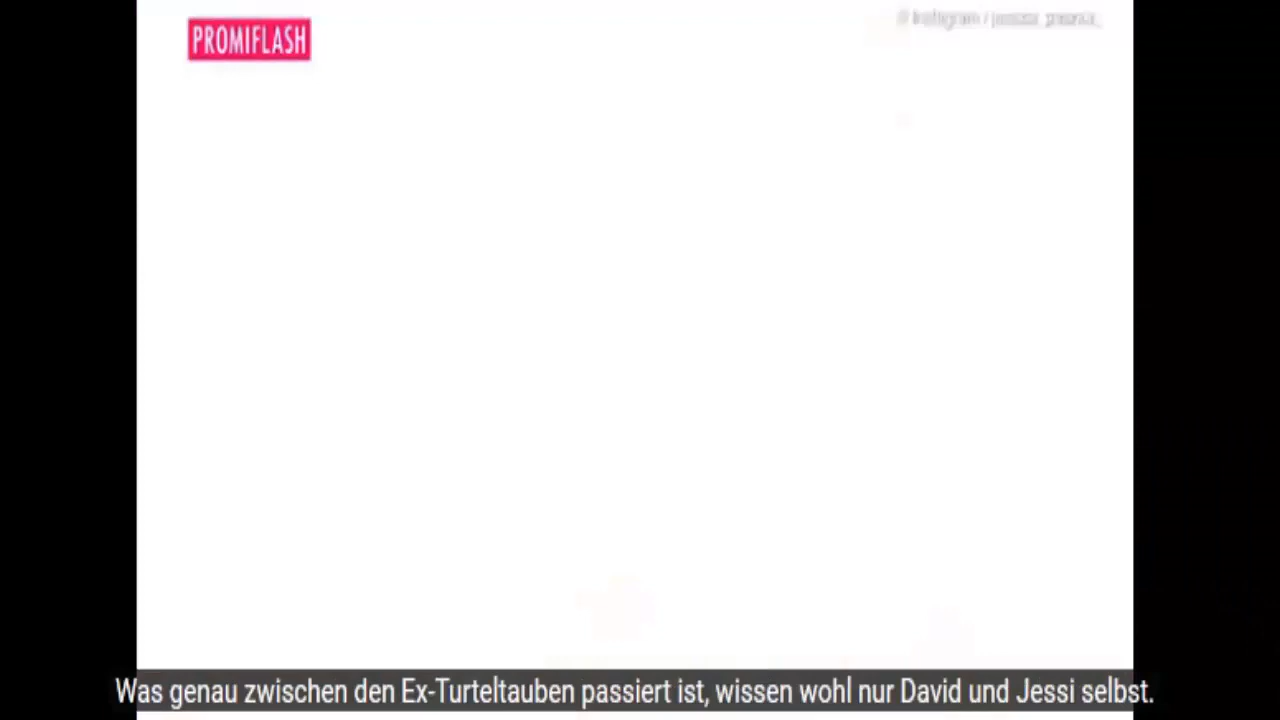 PROMIFLASH
Was genau zwischen den Ex-Turteltauben passiert ist, wissen wohl nur David und Jessi selbst.